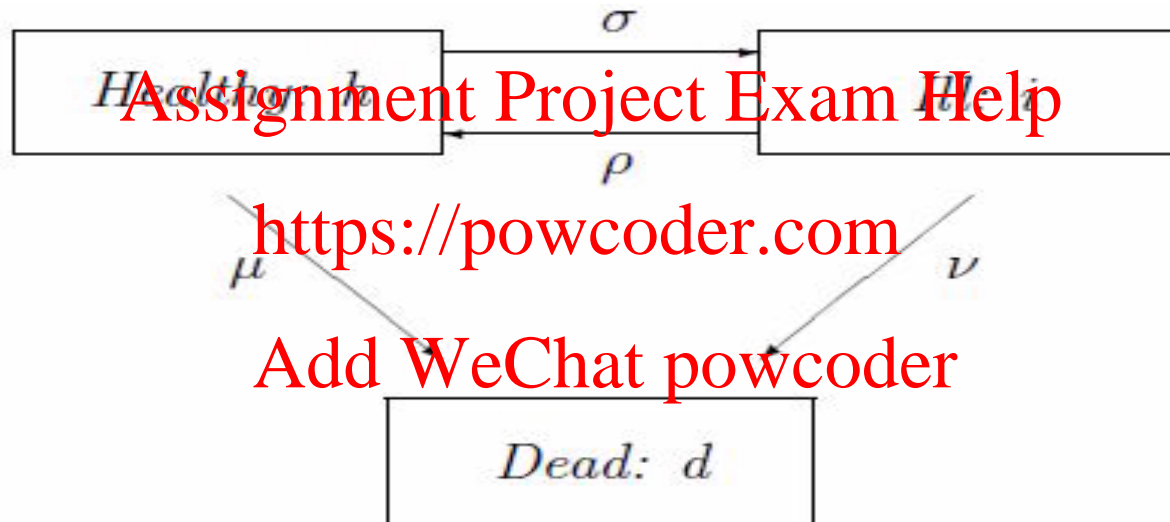 σ
Healthy: h
Ill: i
Assignment Project Exam Help
ρ
https://powcoder.com
μ
ν
Add WeChat powcoder
Dead: d